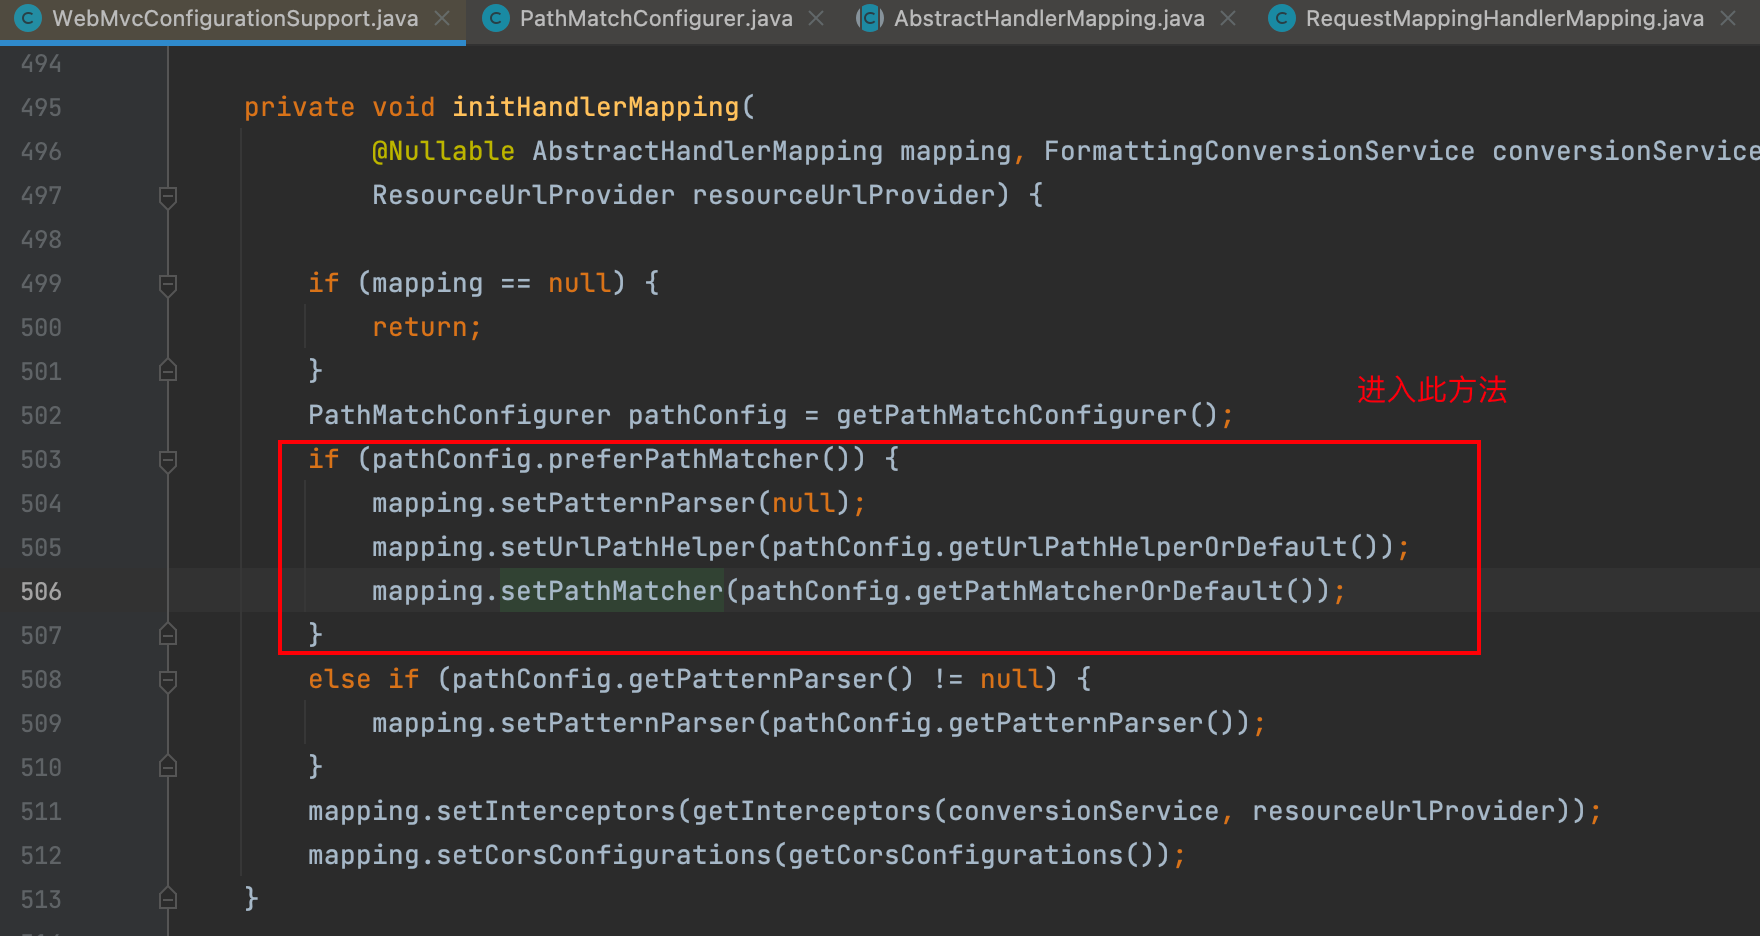 WebMvcConfigurationSupport.java PathMatchConfigurer.java AbstractHandlerMapping.java RequestMappingHandlerMapping.java
494
495 private void initHandlerMapping(
496 @Nullable AbstractHandlerMapping mapping, FormattingConversionService conversionService
497 ResourceUrlProvider resourceUrlProvider) {
498
499 if (mapping == null) {
500 return;
501 }
进入此方法
502 PathMatchConfigurer pathConfig = getPathMatchConfigurer();
503 if (pathConfig.preferPathMatcher()) {
504 mapping.setPatternParser(null);
505 mapping.setUrlPathHelper(pathConfig.getUrlPathHelperOrDefault());
506 mapping.setPathMatcher(pathConfig.getPathMatcherOrDefault());
507 }
508 else if (pathConfig.getPatternParser() != null) {
509 mapping.setPatternParser(pathConfig.getPatternParser());
510 }
511 mapping.setInterceptors(getInterceptors(conversionService, resourceUrlProvider));
512 mapping.setCorsConfigurations(getCorsConfigurations());
513 }